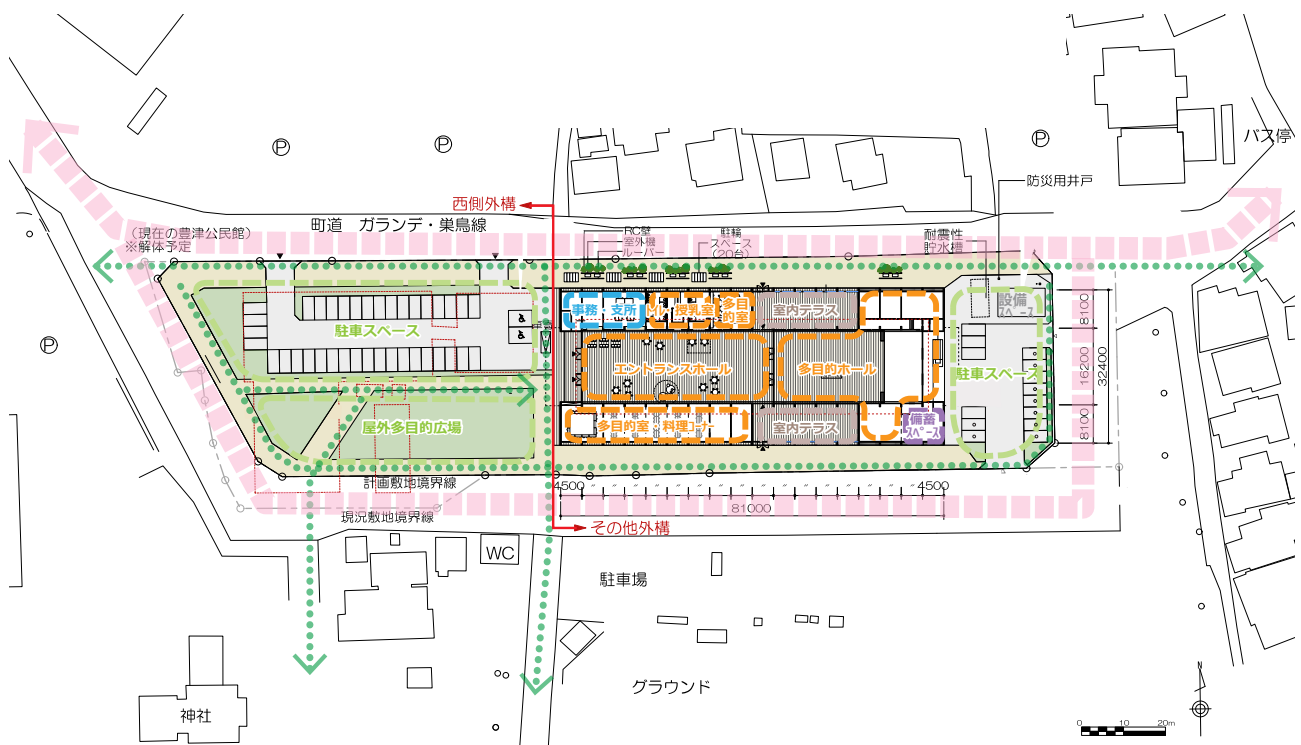 バス停
Ⓟ
Ⓟ
Ⓟ
防災用井戸
西側外構
町道 ガランデ・巣鳥線
（現在の豊津公民館）
※解体予定
RC壁
室外機
ルーバー
駐輪
スペース
（20台）
耐震性
貯水槽
設備
スペース
事務・支所
授乳室
多目
的室
室内テラス
駐車スペース
エントランスホール
多目的ホール
駐車スペース
Ⓟ
屋外多目的広場
多目的室・料理コーナー
室内テラス
備蓄
スペース
8100
16200
8100
32400
計画敷地境界線
4500
4500
81000
現況敷地境界線
その他外構
WC
駐車場
グラウンド
神社
N
0 10 20m